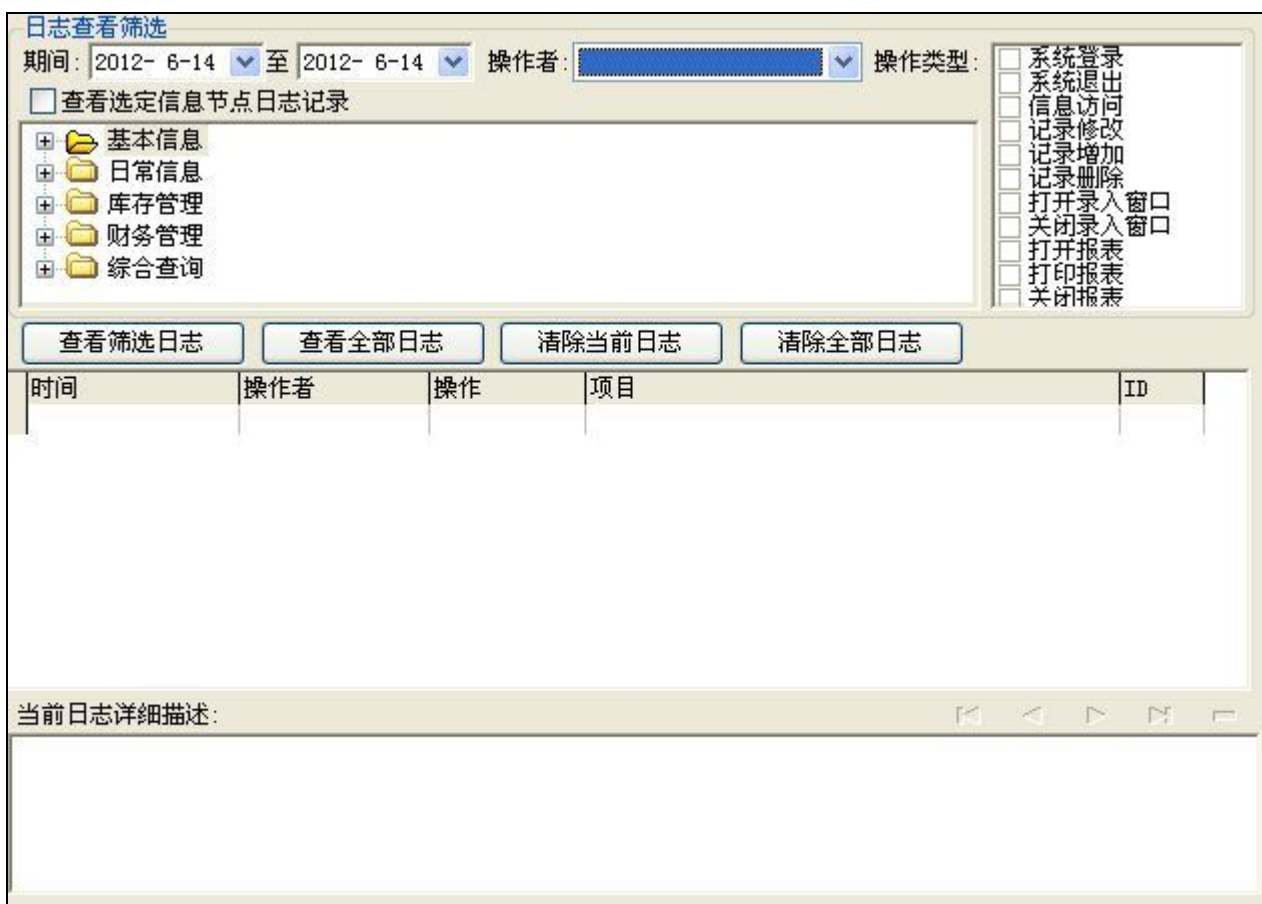 日志查看筛选
期间: 2012- 6-14 至 2012- 6-14 操作者: 操作类型:
系统登录
系统退出
信息访问
记录修改
记录增加
记录删除
打开录入窗口
关闭录入窗口
打开报表
打印报表
关闭报表
查看选定信息节点日志记录
基本信息
日常信息
库存管理
财务管理
综合查询
查看筛选日志 查看全部日志 清除当前日志 清除全部日志
时间 操作者 操作 项目 ID
当前日志详细描述: